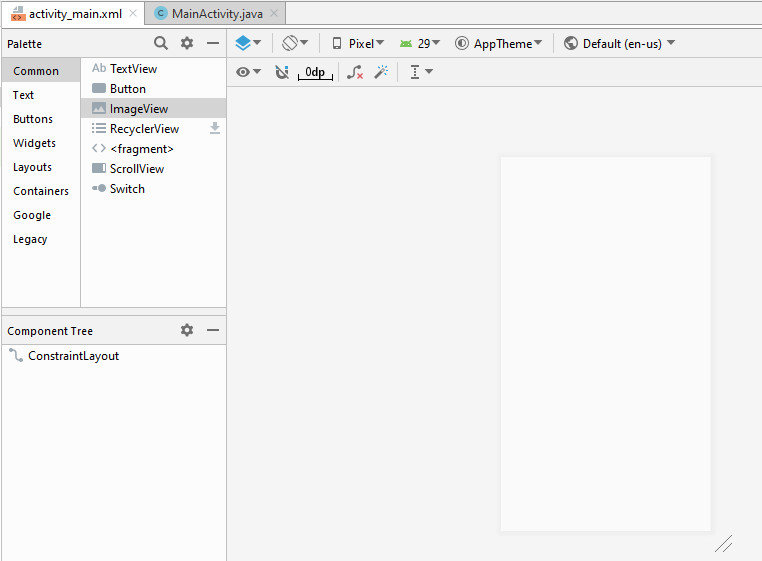 activity_main.xml
MainActivity.java
Palette
Pixel
29
AppTheme
Default (en-us)
Common
Text
Buttons
Widgets
Layouts
Containers
Google
Legacy
Ab TextView
Button
ImageView
RecyclerView
<fragment>
ScrollView
Switch
0dp
Component Tree
ConstraintLayout